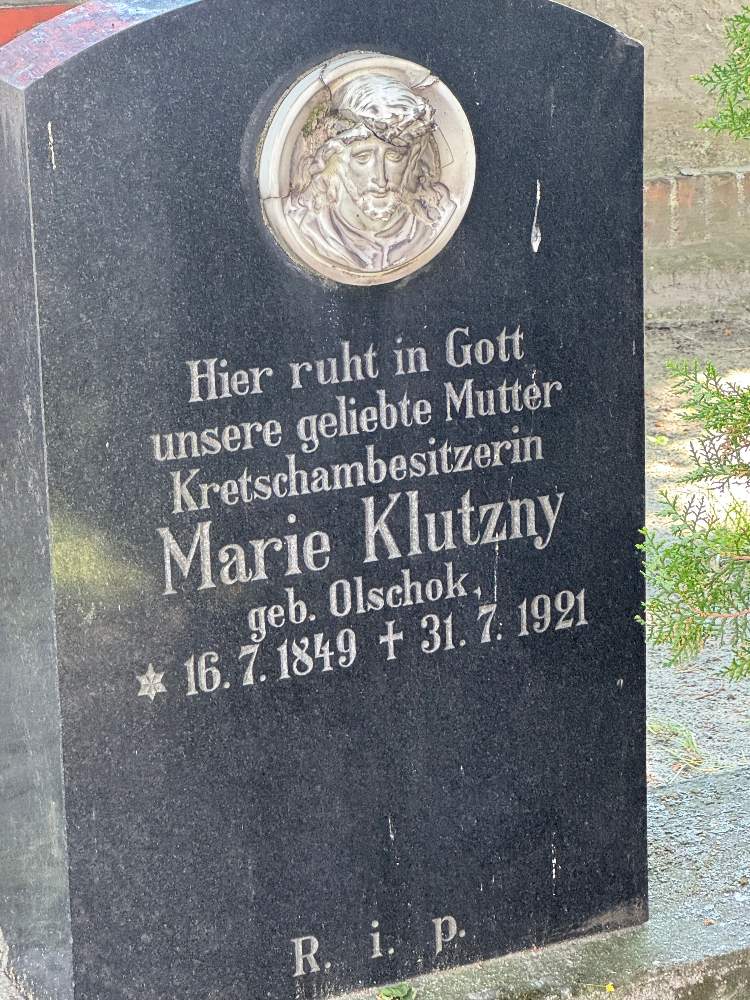 Hier ruht in Gott
unsere geliebte Mutter
Kretschambesitzerin
Marie Klutzny
geb. Olschok,
* 16. 7. 1849 † 31. 7. 1921
R. i. p.